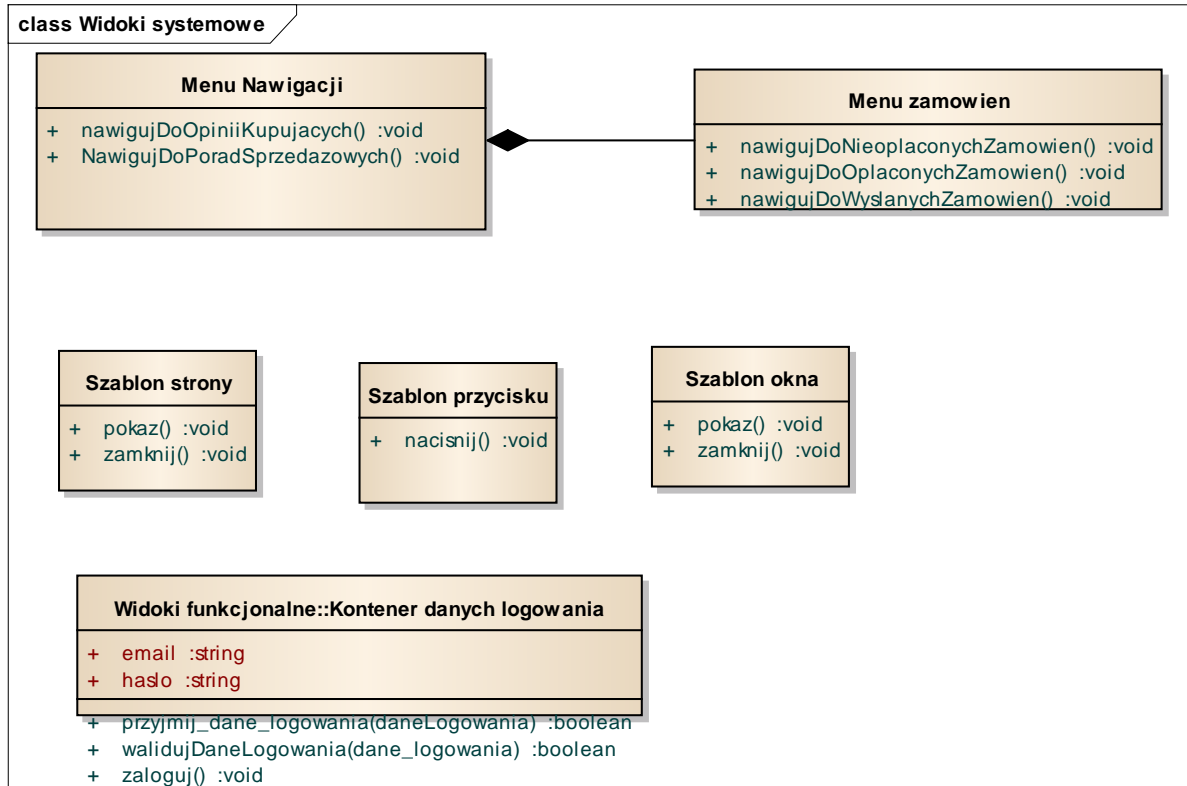 class Widoki systemowe
Menu Nawigacji
+ nawigujDoOpiniiKupujacych() :void
+ NawigujDoPoradSprzedazowych() :void
Menu zamowien
+ nawigujDoNieoplaconychZamowien() :void
+ nawigujDoOplaconychZamowien() :void
+ nawigujDoWyslanychZamowien() :void
Szablon strony
+ pokaz() :void
+ zamknij() :void
Szablon przycisku
+ nacisnij() :void
Szablon okna
+ pokaz() :void
+ zamknij() :void
Widoki funkcjonalne::Kontener danych logowania
+ email :string
+ haslo :string
+ przyjmij_dane_logowania(daneLogowania) :boolean
+ walidujDaneLogowania(dane_logowania) :boolean
+ zaloguj() :void